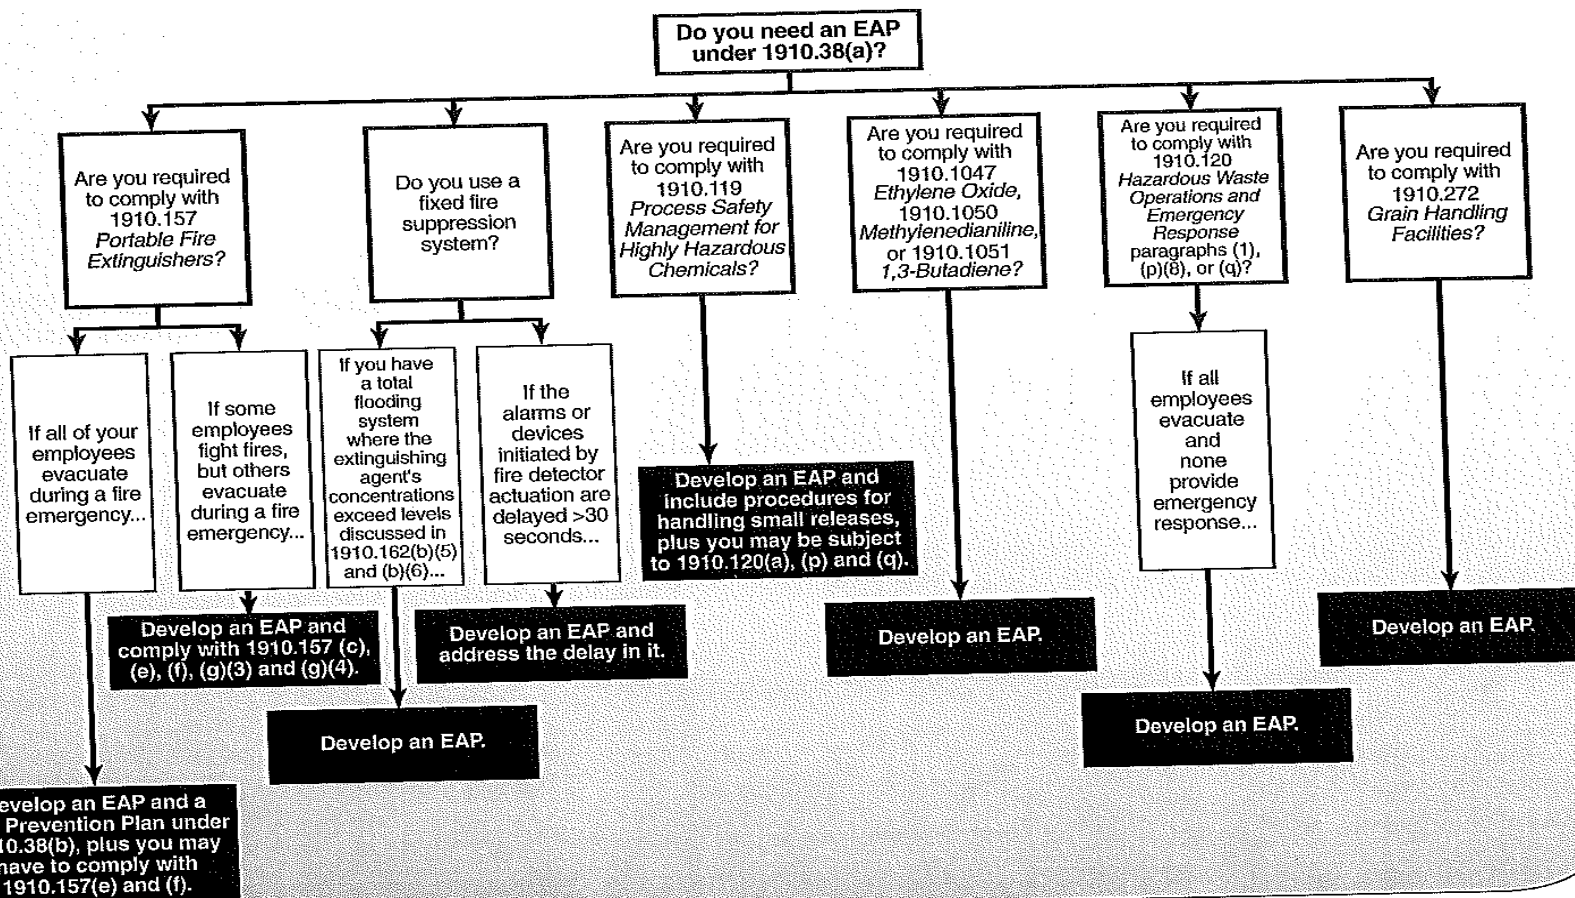 Do you need an EAP
under 1910.38(a)?
Are you required
to comply with
1910.157
Portable Fire
Extinguishers?
Do you use a
fixed fire
suppression
system?
Are you required
to comply with
1910.119
Process Safety
Management for
Highly Hazardous
Chemicals?
Are you required
to comply with
1910.1047
Ethylene Oxide,
1910.1050
Methylenedianiline,
or 1910.1051
1,3-Butadiene?
Are you required
to comply with
1910.120
Hazardous Waste
Operations and
Emergency
Response
paragraphs (1),
(p)(8), or (q)?
Are you required
to comply with
1910.272
Grain Handling
Facilities?
If all of your
employees
evacuate
during a fire
emergency...
If some
employees
fight fires,
but others
evacuate
during a fire
emergency...
If you have
a total
flooding
system
where the
extinguishing
agent's
concentrations
exceed levels
discussed in
1910.162(b)(5)
and (b)(6)...
If the
alarms or
devices
initiated by
fire detector
actuation are
delayed >30
seconds...
Develop an EAP and
include procedures for
handling small releases,
plus you may be subject
to 1910.120(a), (p) and (q).
If all
employees
evacuate
and
none
provide
emergency
response...
Develop an EAP and
comply with 1910.157 (c),
(e), (f), (g)(3) and (g)(4).
Develop an EAP and
address the delay in it.
Develop an EAP.
Develop an EAP.
Develop an EAP.
Develop an EAP.
evelop an EAP and a
Prevention Plan under
10.38(b), plus you may
have to comply with
1910.157(e) and (f).